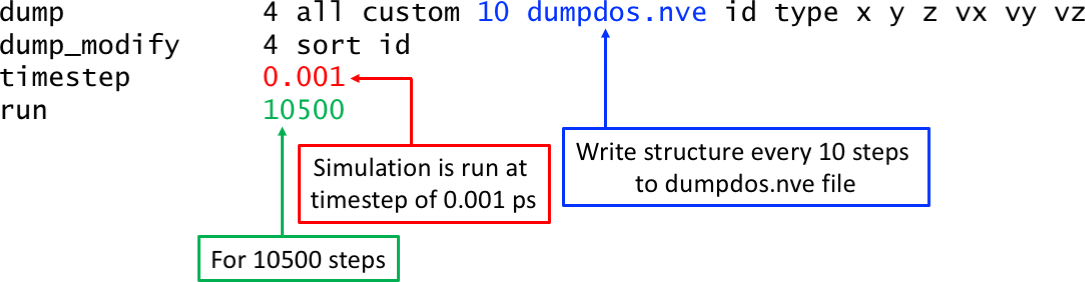 dump 4 all custom 10 dumpdos.nve id type x y z vx vy vz
dump_modify 4 sort id
timestep 0.001
run 10500
Simulation is run at
timestep of 0.001 ps
Write structure every 10 steps
to dumpdos.nve file
For 10500 steps